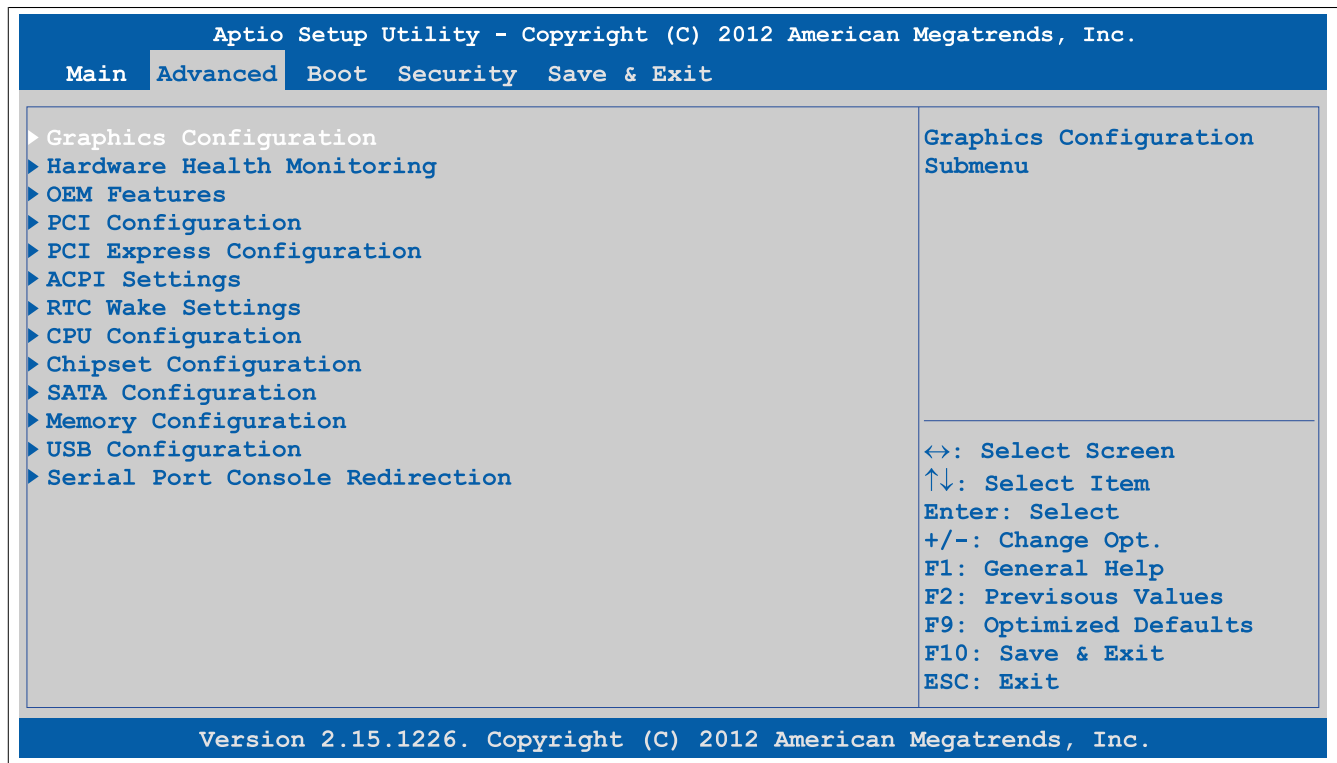 Aptio Setup Utility - Copyright (C) 2012 American Megatrends, Inc.
Main Advanced Boot Security Save & Exit
Graphics Configuration
Hardware Health Monitoring
OEM Features
PCI Configuration
PCI Express Configuration
ACPI Settings
RTC Wake Settings
CPU Configuration
Chipset Configuration
SATA Configuration
Memory Configuration
USB Configuration
Serial Port Console Redirection
Graphics Configuration
Submenu
↔: Select Screen
↑↓: Select Item
Enter: Select
+/-: Change Opt.
F1: General Help
F2: Previsous Values
F9: Optimized Defaults
F10: Save & Exit
ESC: Exit
Version 2.15.1226. Copyright (C) 2012 American Megatrends, Inc.